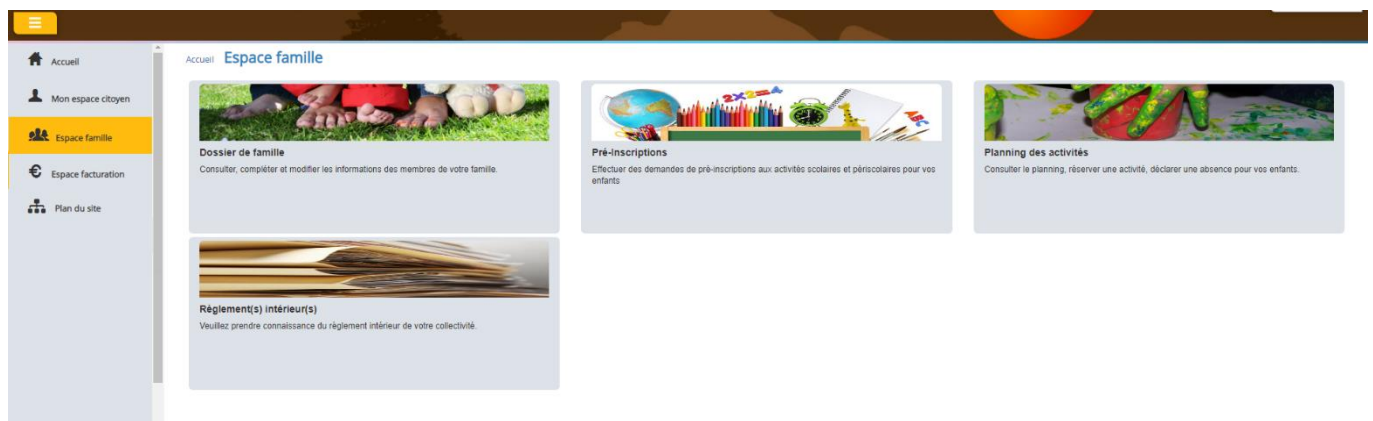 Accueil
Mon espace citoyen
Espace famille
Espace facturation
Plan du site
Accueil Espace famille
Dossier de famille
Consulter, compléter et modifier les informations des membres de votre famille.
2x2=4
ABC
Pré-Inscriptions
Effectuer des demandes de pré-inscriptions aux activités scolaires et périscolaires pour vos
enfants
Planning des activités
Consulter le planning, réserver une activité, déclarer une absence pour vos enfants.
Règlement(s) intérieur(s)
Veuillez prendre connaissance du règlement intérieur de votre collectivité.